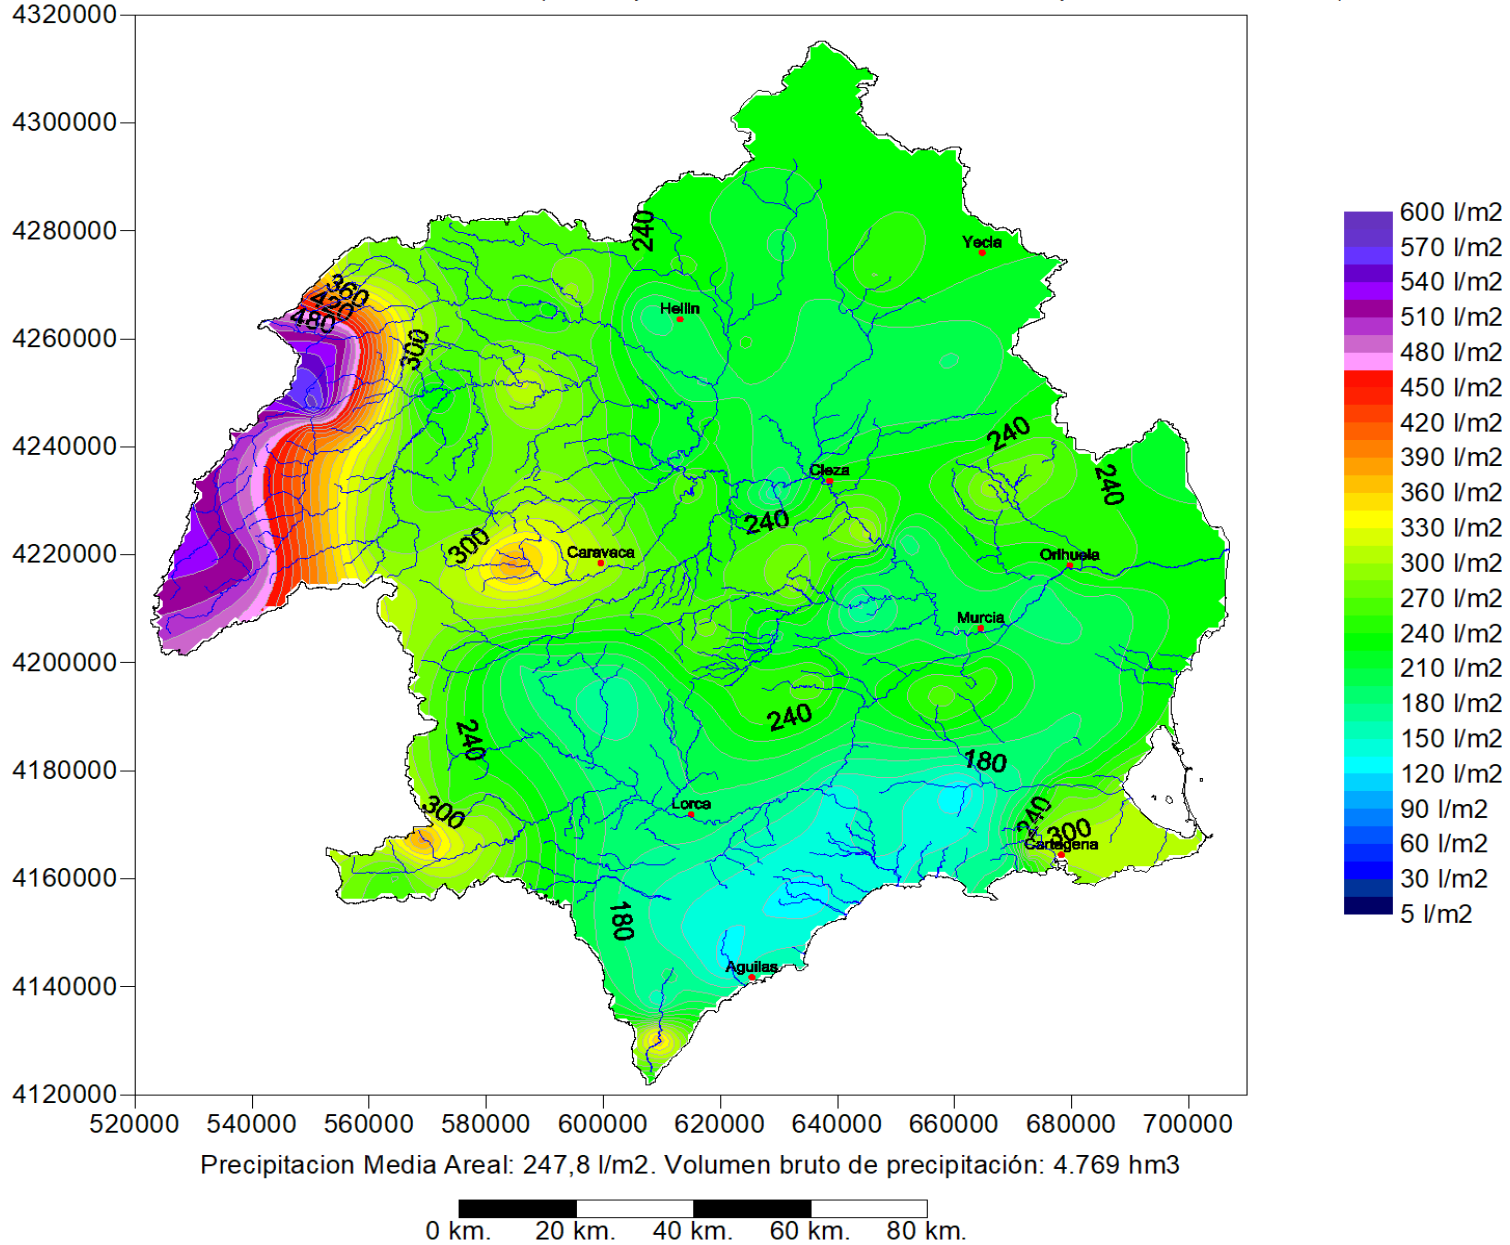 4320000
4300000
4280000
4260000
4240000
4220000
4200000
4180000
4160000
4140000
4120000
520000 540000 560000 580000 600000 620000 640000 660000 680000 700000
240
Yecla
360
420
480
Hellin
300
240
Cieza
240
240
300
Caravaca
Orihuela
Murcia
240
240
180
300
Lorca
240
300
Cartagena
180
Aguilas
600 l/m2
570 l/m2
540 l/m2
510 l/m2
480 l/m2
450 l/m2
420 l/m2
390 l/m2
360 l/m2
330 l/m2
300 l/m2
270 l/m2
240 l/m2
210 l/m2
180 l/m2
150 l/m2
120 l/m2
90 l/m2
60 l/m2
30 l/m2
5 l/m2
Precipitacion Media Areal: 247,8 l/m2. Volumen bruto de precipitación: 4.769 hm3
0 km. 20 km. 40 km. 60 km. 80 km.